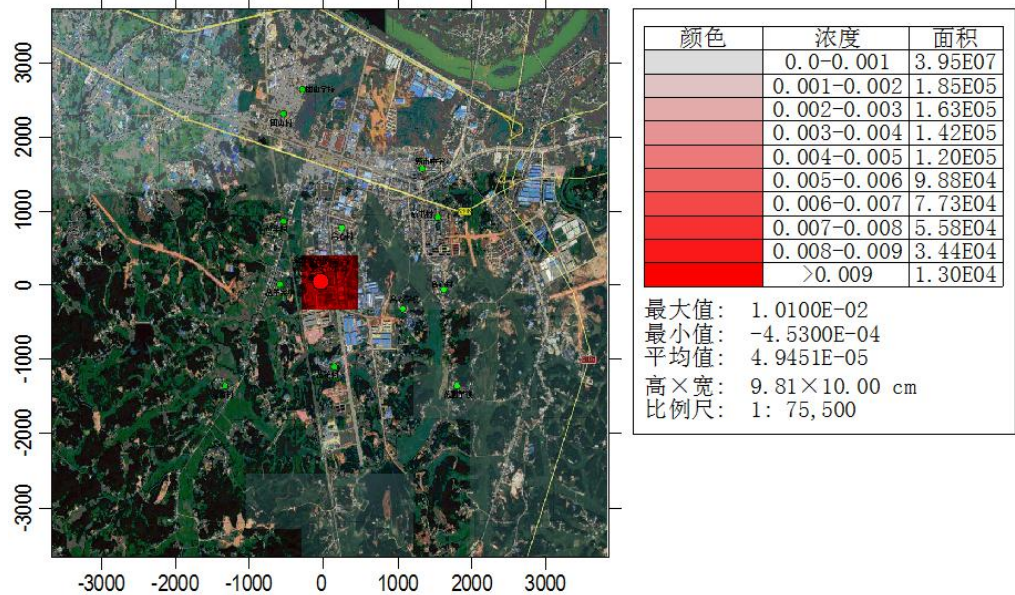 3000
2000
1000
0
-1000
-2000
-3000
-3000
-2000
-1000
0
1000
2000
3000
颜色 浓度 面积
0.0-0.001 3.95E07
0.001-0.002 1.85E05
0.002-0.003 1.63E05
0.003-0.004 1.42E05
0.004-0.005 1.20E05
0.005-0.006 9.88E04
0.006-0.007 7.73E04
0.007-0.008 5.58E04
0.008-0.009 3.44E04
>0.009 1.30E04
最大值: 1.0100E-02
最小值: -4.5300E-04
平均值: 4.9451E-05
高×宽: 9.81×10.00 cm
比例尺: 1: 75,500